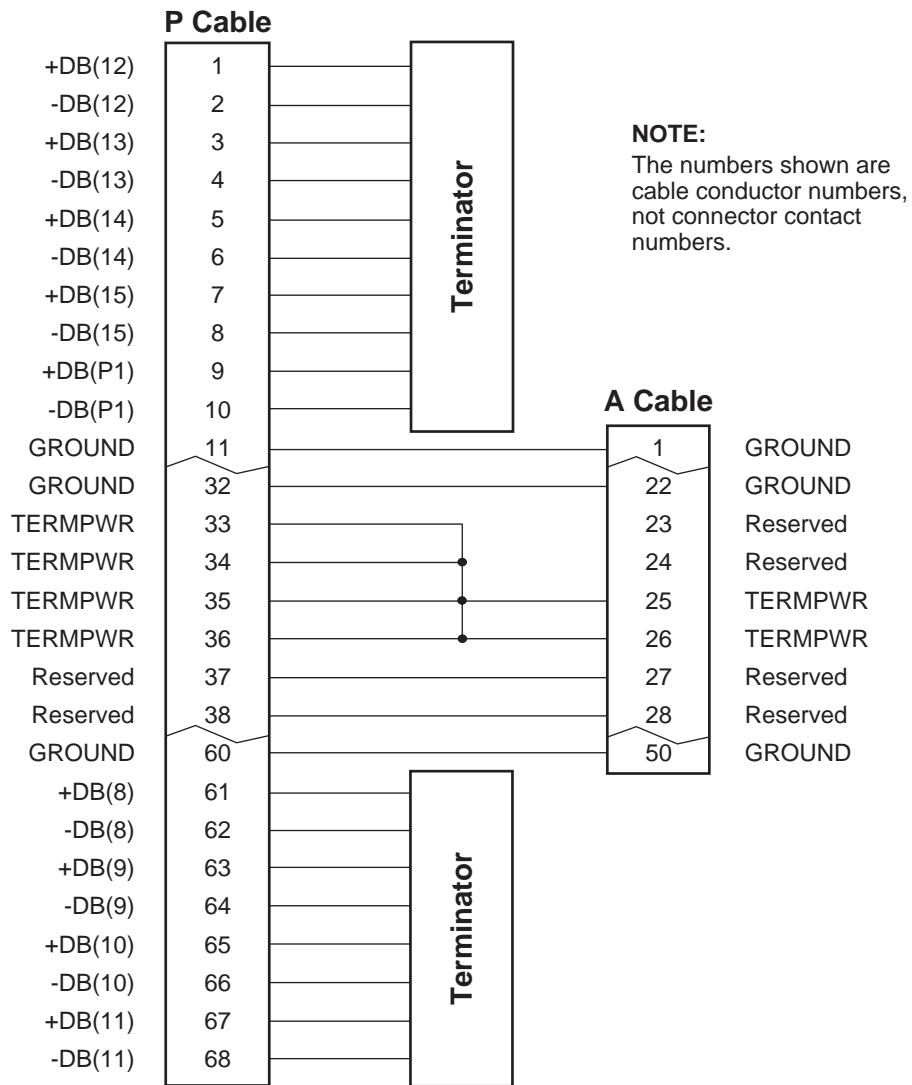 P Cable
+DB(12) 1
-DB(12) 2
+DB(13) 3
-DB(13) 4
+DB(14) 5
-DB(14) 6
+DB(15) 7
-DB(15) 8
+DB(P1) 9
-DB(P1) 10
Terminator
NOTE:
The numbers shown are
cable conductor numbers,
not connector contact
numbers.
A Cable
GROUND 11 1 GROUND
GROUND 32 22 GROUND
TERMPWR 33 23 Reserved
TERMPWR 34 24 Reserved
TERMPWR 35 25 TERMPWR
TERMPWR 36 26 TERMPWR
Reserved 37 27 Reserved
Reserved 38 28 Reserved
GROUND 60 50 GROUND
+DB(8) 61
-DB(8) 62
+DB(9) 63
-DB(9) 64
+DB(10) 65
-DB(10) 66
+DB(11) 67
-DB(11) 68
Terminator